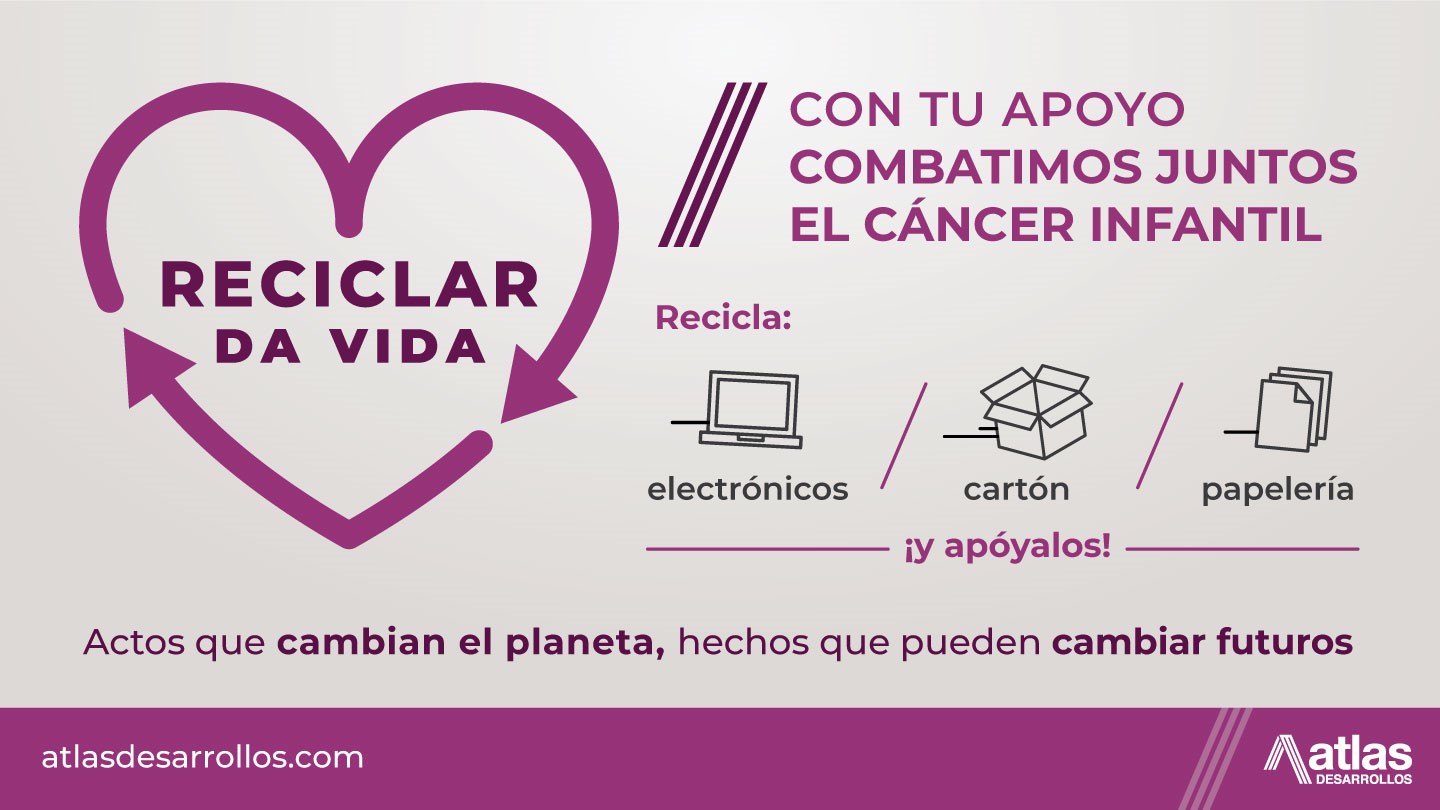 RECICLAR
DA VIDA
CON TU APOYO
COMBATIMOS JUNTOS
EL CÁNCER INFANTIL
Recicla:
electrónicos
cartón
papelería
¡y apóyalos!
Actos que cambian el planeta, hechos que pueden cambiar futuros
atlasdesarrollos.com
atlas
DESARROLLOS